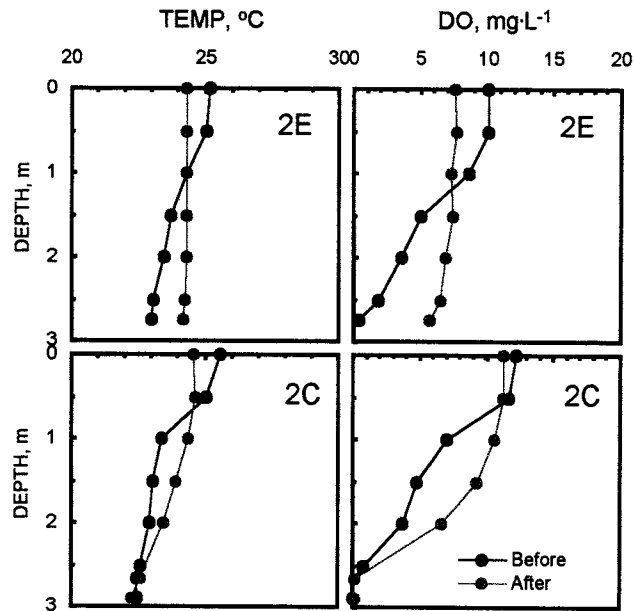 TEMP, ºC DO, mg·L-1
20 25 300 5 10 15 20
0
2E 2E
1
DEPTH, m
2
3
0
2C 2C
1
DEPTH, m
2
Before
After
3